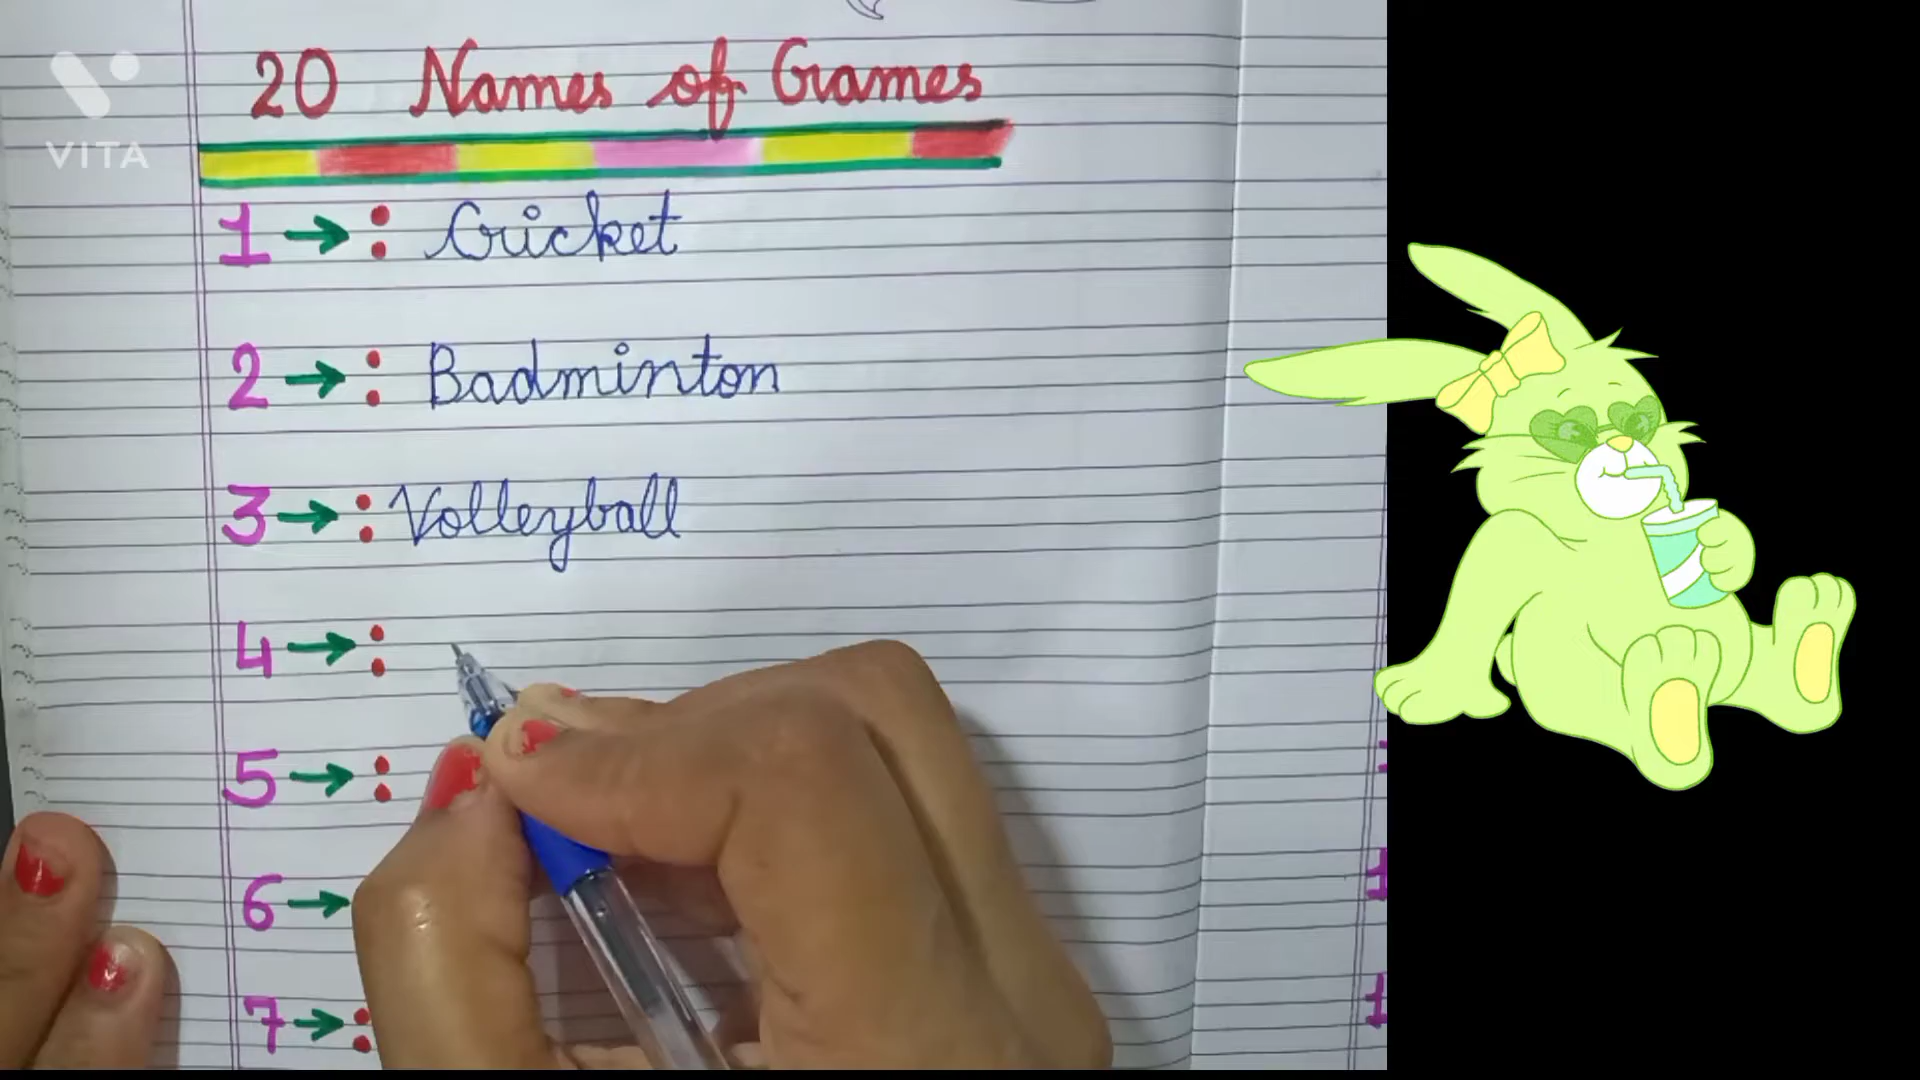 VITA
20 Names of Games
1 → : Cricket
2 → : Badminton
3 → : Volleyball
4 → :
5 → :
6 →
7 → :